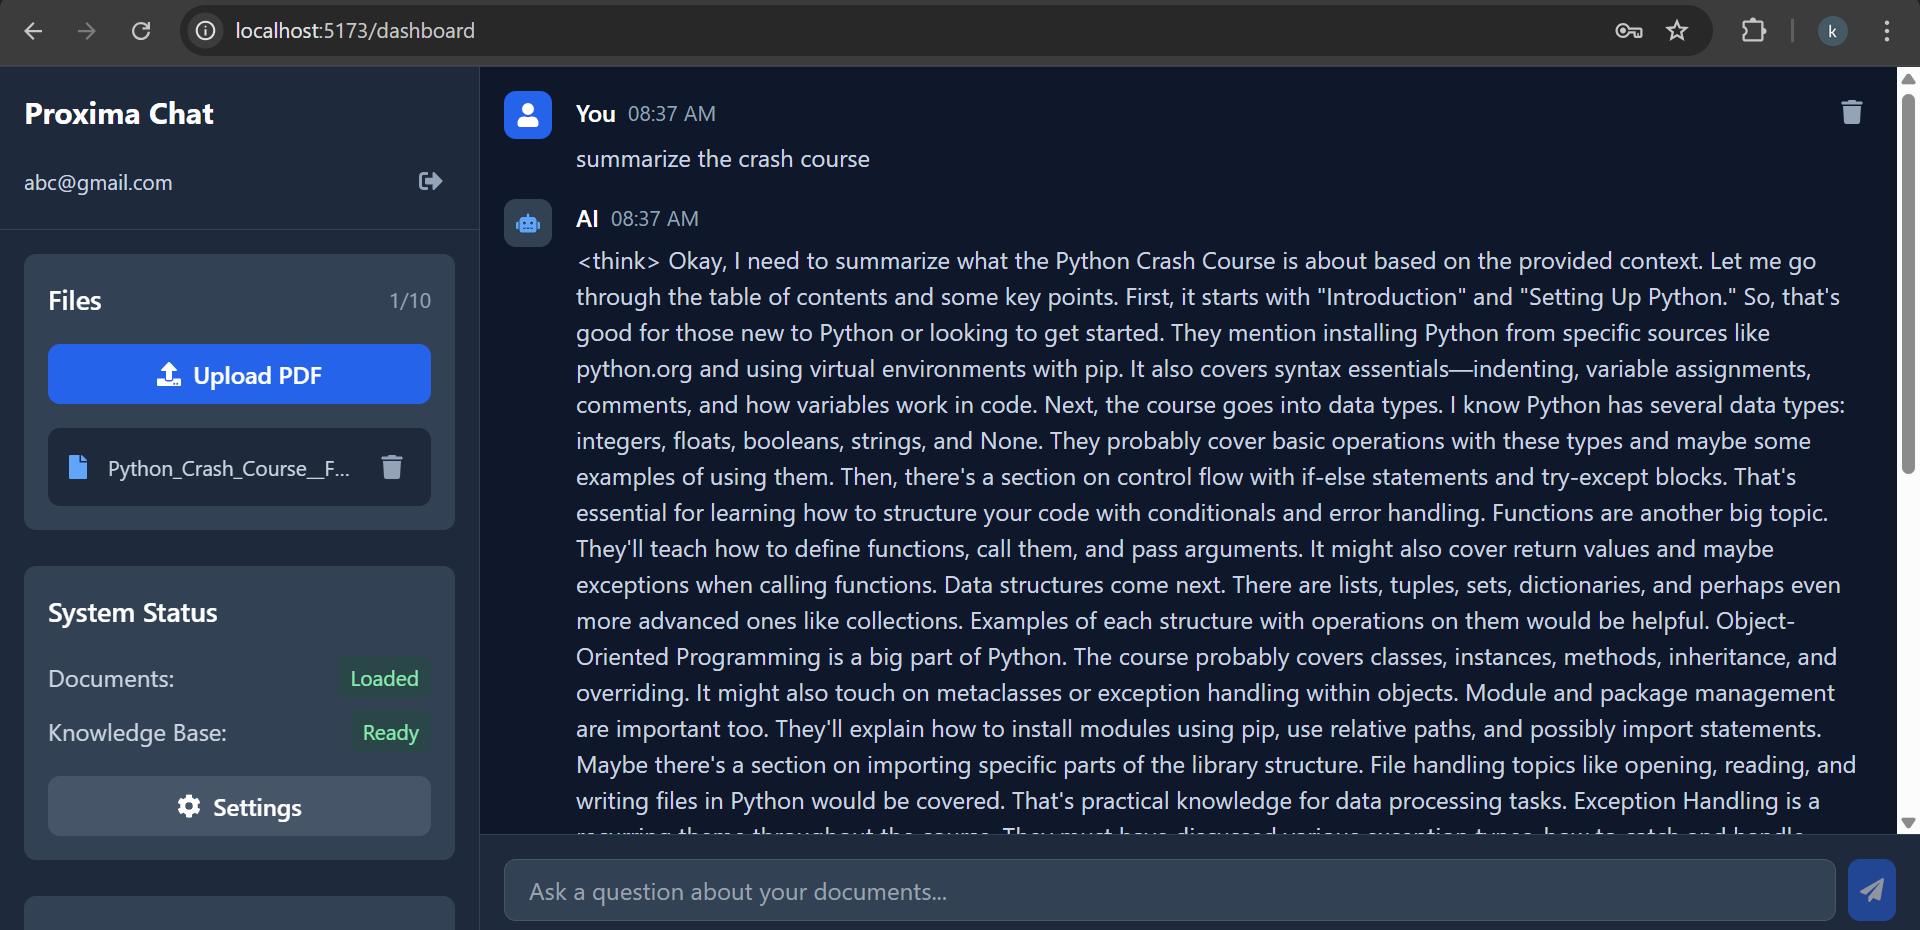 localhost:5173/dashboard
k
Proxima Chat
abc@gmail.com
Files
1/10
Upload PDF
Python_Crash_Course__F...
System Status
Documents:
Loaded
Knowledge Base:
Ready
Settings
You 08:37 AM
summarize the crash course
AI 08:37 AM
<think> Okay, I need to summarize what the Python Crash Course is about based on the provided context. Let me go
through the table of contents and some key points. First, it starts with "Introduction" and "Setting Up Python." So, that's
good for those new to Python or looking to get started. They mention installing Python from specific sources like
python.org and using virtual environments with pip. It also covers syntax essentials—indenting, variable assignments,
comments, and how variables work in code. Next, the course goes into data types. I know Python has several data types:
integers, floats, booleans, strings, and None. They probably cover basic operations with these types and maybe some
examples of using them. Then, there's a section on control flow with if-else statements and try-except blocks. That's
essential for learning how to structure your code with conditionals and error handling. Functions are another big topic.
They'll teach how to define functions, call them, and pass arguments. It might also cover return values and maybe
exceptions when calling functions. Data structures come next. There are lists, tuples, sets, dictionaries, and perhaps even
more advanced ones like collections. Examples of each structure with operations on them would be helpful. Object-
Oriented Programming is a big part of Python. The course probably covers classes, instances, methods, inheritance, and
overriding. It might also touch on metaclasses or exception handling within objects. Module and package management
are important too. They'll explain how to install modules using pip, use relative paths, and possibly import statements.
Maybe there's a section on importing specific parts of the library structure. File handling topics like opening, reading, and
writing files in Python would be covered. That's practical knowledge for data processing tasks. Exception Handling is a
recurring theme throughout the course. They must have discussed various exception types, how to catch and handle
Ask a question about your documents...